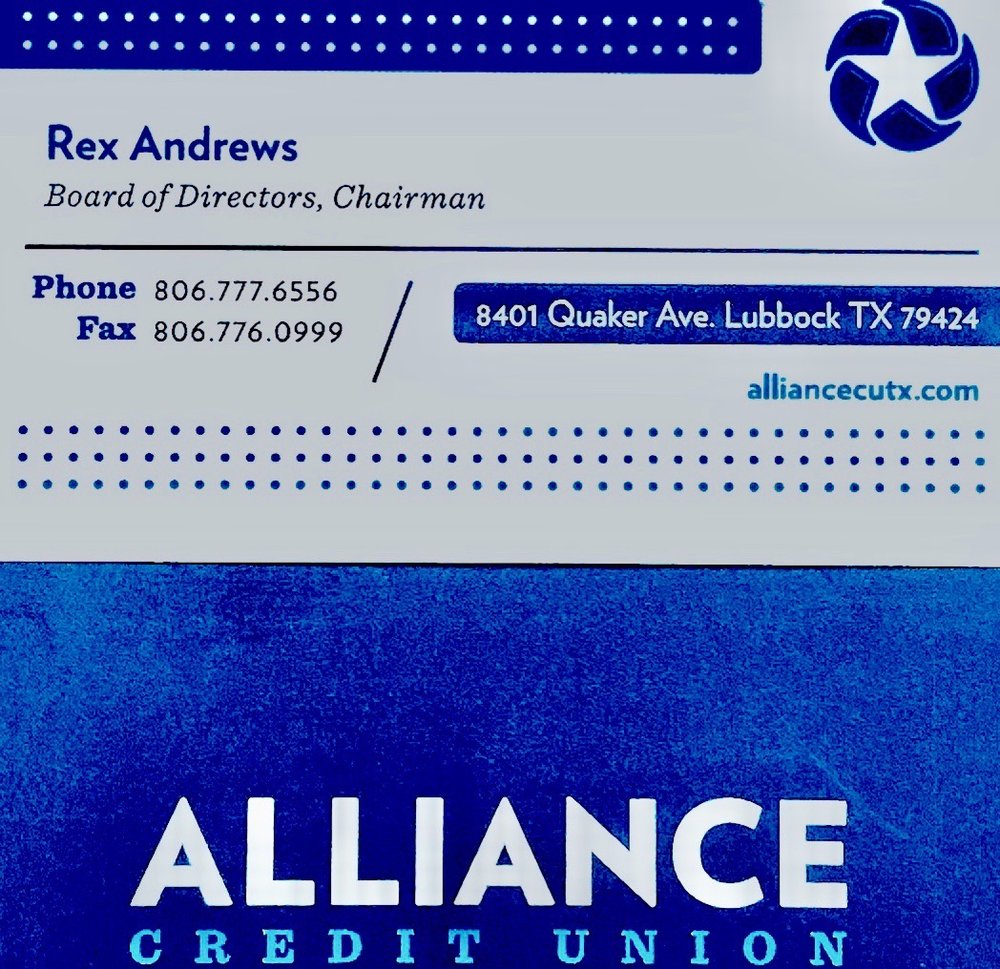 Rex Andrews
Board of Directors, Chairman
Phone 806.777.6556
Fax 806.776.0999
8401 Quaker Ave. Lubbock TX 79424
alliancecutx.com
ALLIANCE
CREDIT UNION